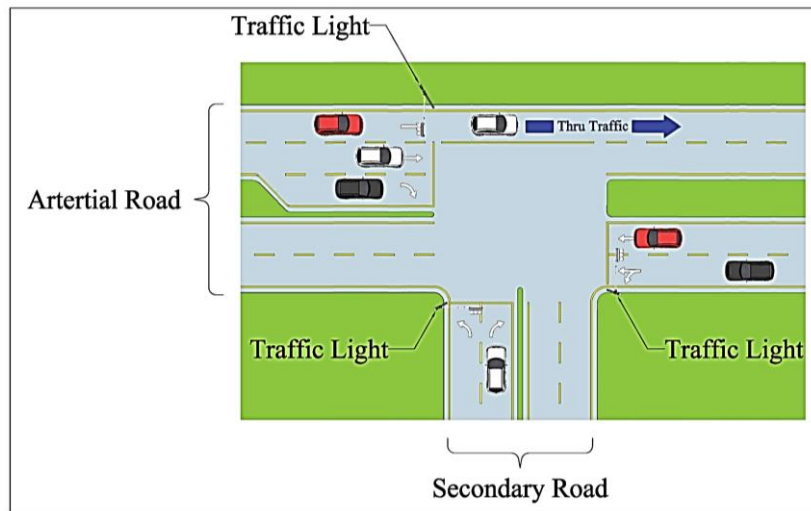 Traffic Light
Thru Traffic
Artertial Road
Traffic Light
Traffic Light
Secondary Road